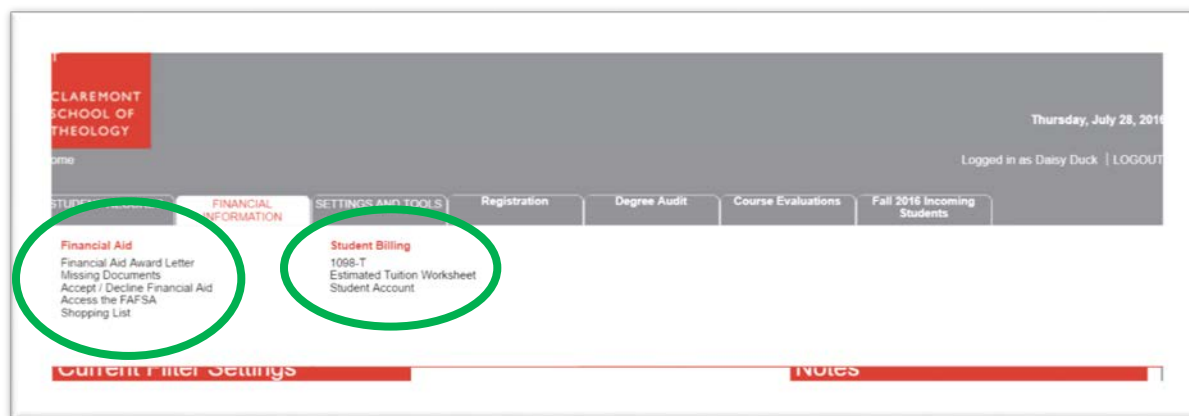 CLAREMONT
SCHOOL OF
THEOLOGY
Thursday, July 28, 2016
ome
Logged in as Daisy Duck | LOGOUT
FINANCIAL
INFORMATION
SETTINGS AND TOOLS
Registration
Degree Audit
Course Evaluations
Fall 2016 Incoming
Students
Financial Aid
Financial Aid Award Letter
Missing Documents
Accept / Decline Financial Aid
Access the FAFSA
Shopping List
Student Billing
1098-T
Estimated Tuition Worksheet
Student Account
Current Filter Settings
Notes